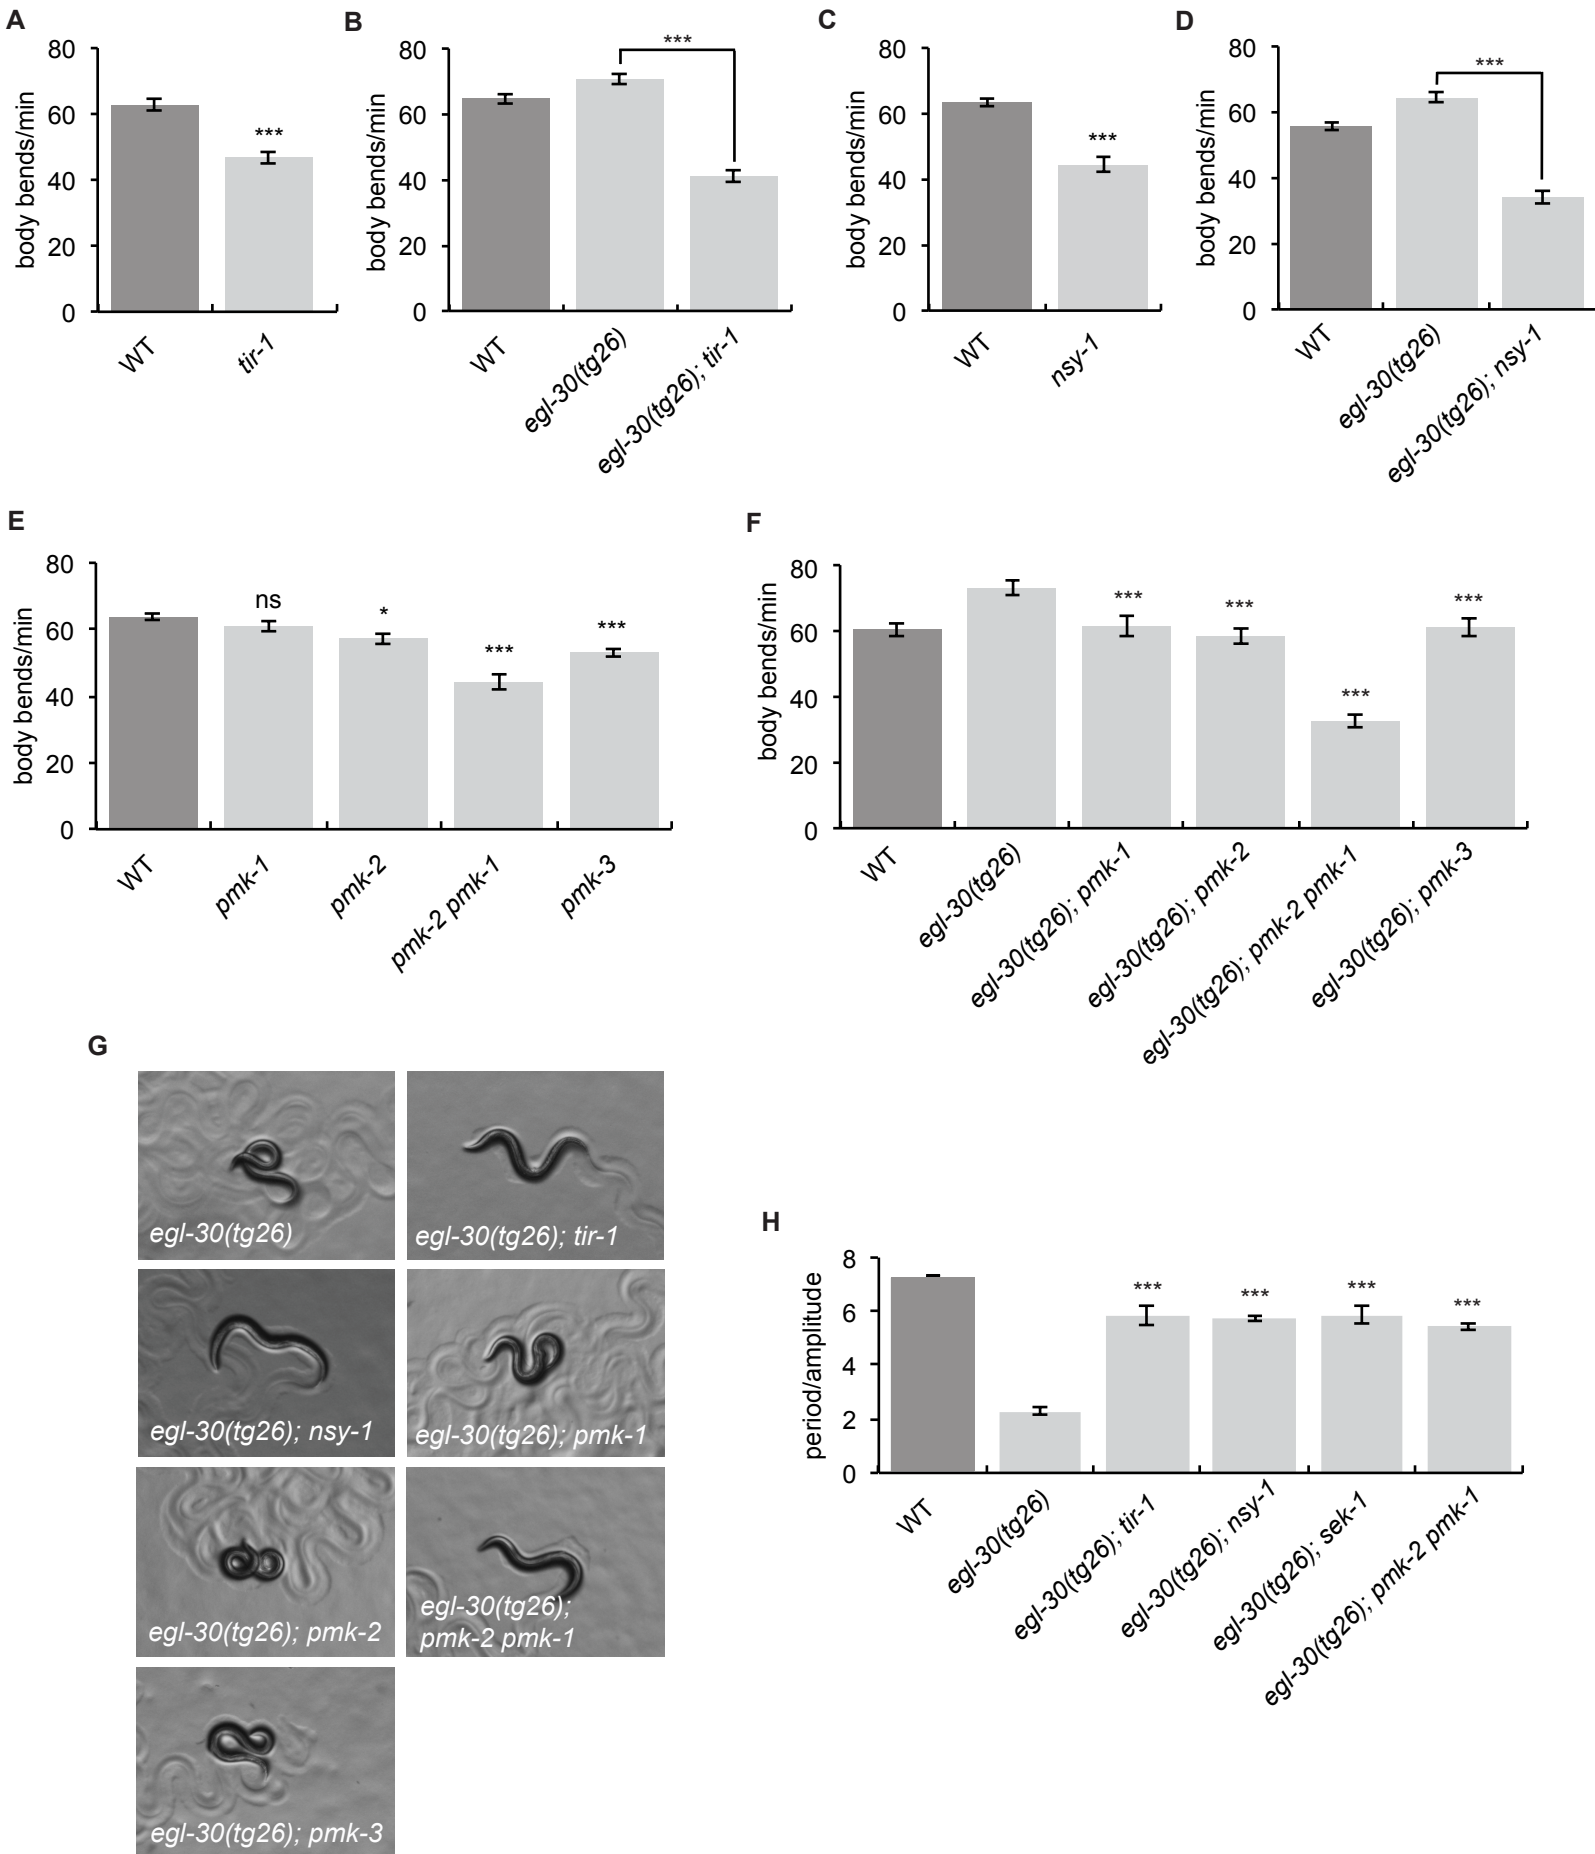 A
80
60
40
20
0
body bends/min
***
WT
tir-1
B
80
60
40
20
0
body bends/min
***
WT
egl-30(tg26)
egl-30(tg26); tir-1
C
80
60
40
20
0
body bends/min
***
WT
nsy-1
D
80
60
40
20
0
body bends/min
***
WT
egl-30(tg26)
egl-30(tg26); nsy-1
E
80
60
40
20
0
body bends/min
ns
*
***
***
WT
pmk-1
pmk-2
pmk-2 pmk-1
pmk-3
F
80
60
40
20
0
body bends/min
***
***
***
***
WT
egl-30(tg26)
egl-30(tg26); pmk-1
egl-30(tg26); pmk-2
egl-30(tg26); pmk-2 pmk-1
egl-30(tg26); pmk-3
G
egl-30(tg26)
egl-30(tg26); tir-1
egl-30(tg26); nsy-1
egl-30(tg26); pmk-1
egl-30(tg26); pmk-2
egl-30(tg26);
pmk-2 pmk-1
egl-30(tg26); pmk-3
H
8
6
4
2
0
period/amplitude
***
***
***
***
WT
egl-30(tg26)
egl-30(tg26); tir-1
egl-30(tg26); nsy-1
egl-30(tg26); sek-1
egl-30(tg26); pmk-2 pmk-1